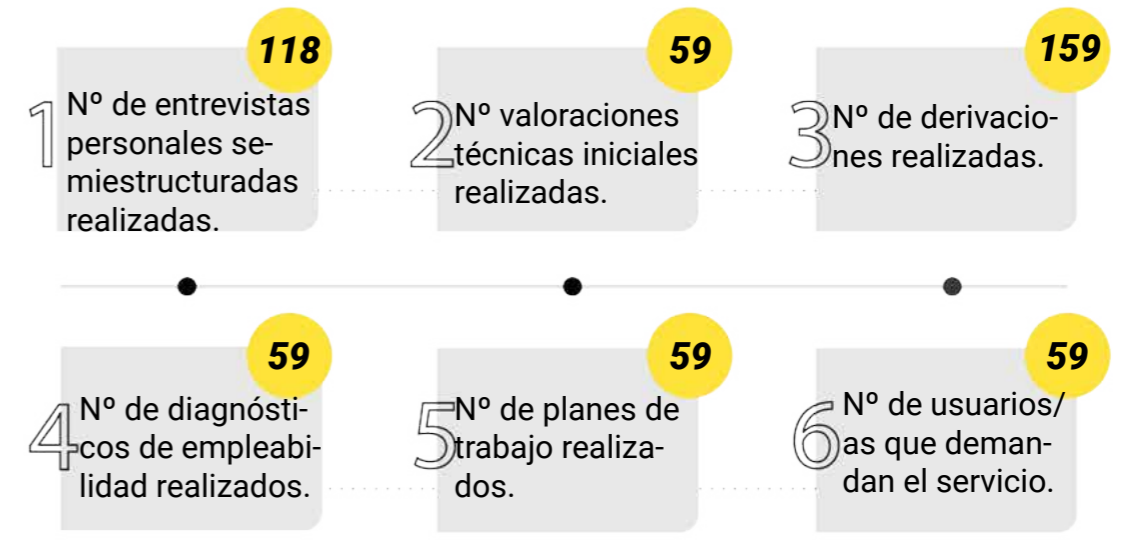 118
1
Nº de entrevistas
personales se-
miestructuradas
realizadas.
59
2
Nº valoraciones
técnicas iniciales
realizadas.
159
3
Nº de derivacio-
nes realizadas.
59
4
Nº de diagnósti-
cos de empleabi-
lidad realizados.
59
5
Nº de planes de
trabajo realiza-
dos.
59
6
Nº de usuarios/
as que deman-
dan el servicio.